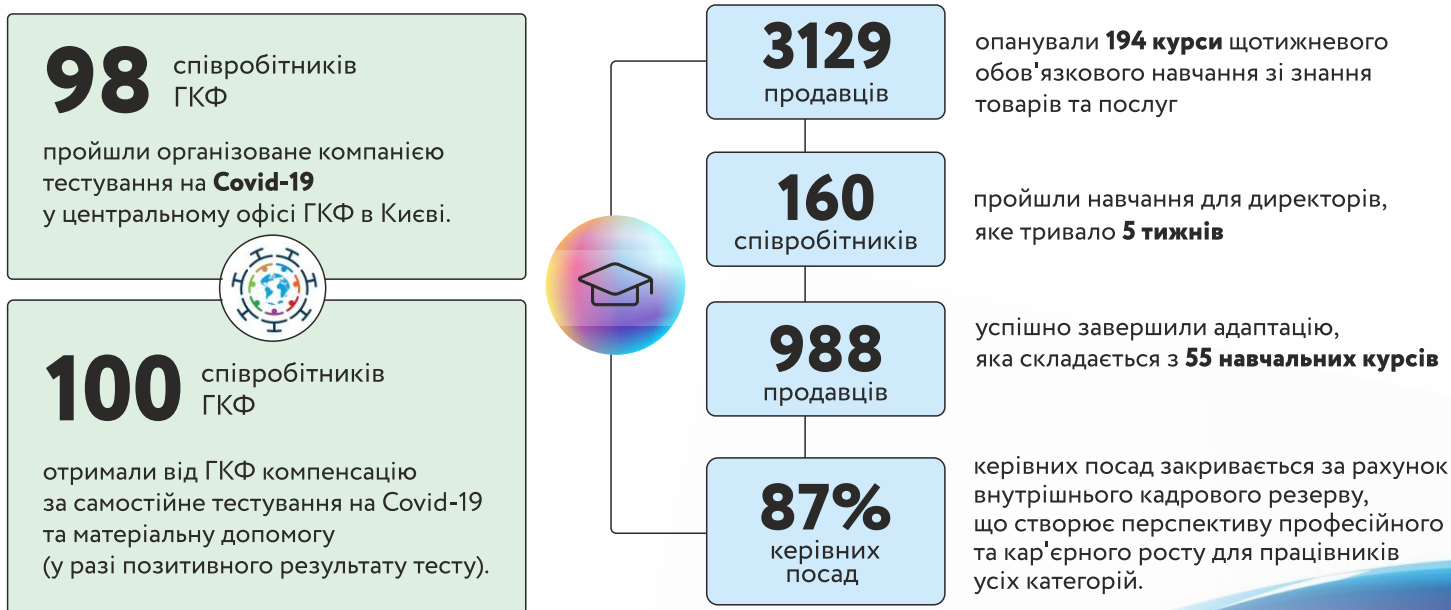 98 співробітників
ГКФ
пройшли організоване компанією
тестування на Covid-19
у центральному офісі ГКФ в Києві.
100 співробітників
ГКФ
отримали від ГКФ компенсацію
за самостійне тестування на Covid-19
та матеріальну допомогу
(у разі позитивного результату тесту).
3129
продавців
опанували 194 курси щотижневого
обов'язкового навчання зі знання
товарів та послуг
160
співробітників
пройшли навчання для директорів,
яке тривало 5 тижнів
988
продавців
успішно завершили адаптацію,
яка складається з 55 навчальних курсів
87%
керівних
посад
керівних посад закривається за рахунок
внутрішнього кадрового резерву,
що створює перспективу професійного
та кар'єрного росту для працівників
усіх категорій.